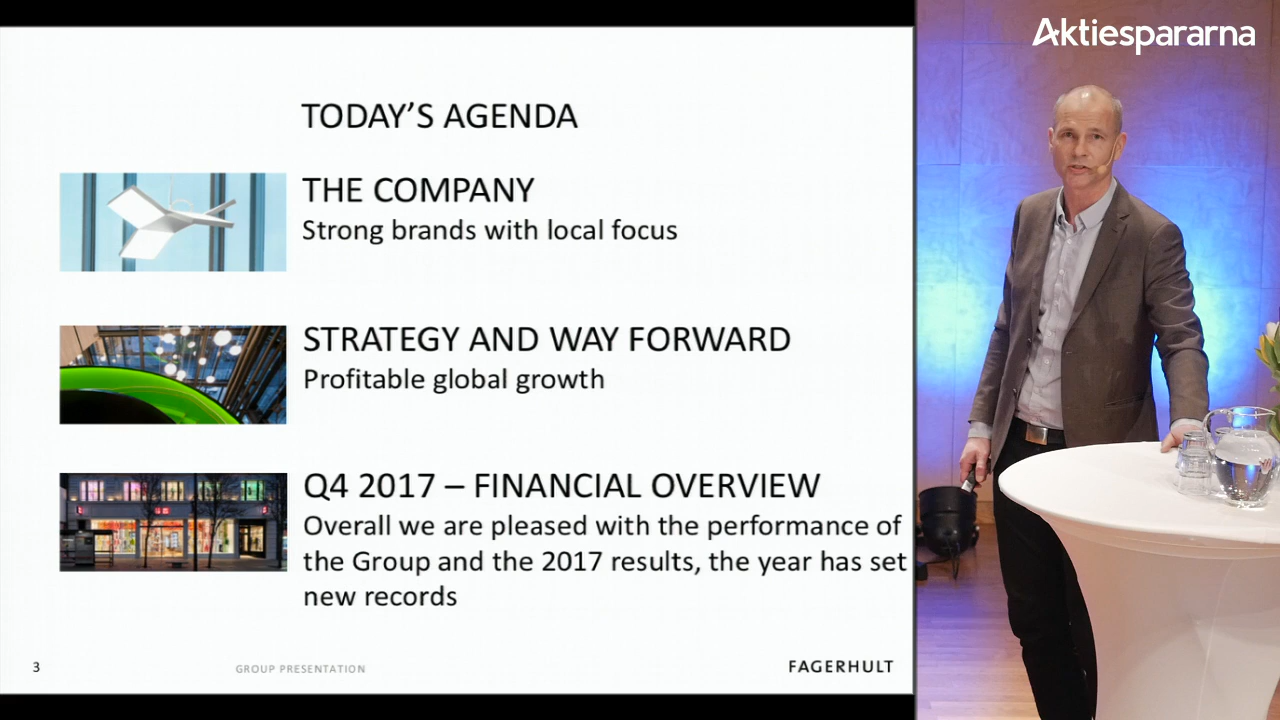 TODAY'S AGENDA
THE COMPANY
Strong brands with local focus
STRATEGY AND WAY FORWARD
Profitable global growth
Q4 2017 – FINANCIAL OVERVIEW
Overall we are pleased with the performance of
the Group and the 2017 results, the year has set
new records
3
GROUP PRESENTATION
FAGERHULT
Aktiespararna